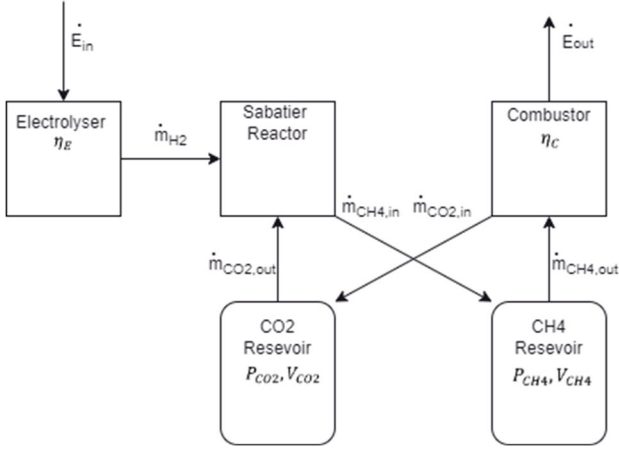 Ė_in
Ė_out
Electrolyser
η_E
ṁ_H2
Sabatier
Reactor
Combustor
η_C
ṁ_CH4,in
ṁ_CO2,in
ṁ_CO2,out
ṁ_CH4,out
CO2
Resevoir
P_CO2, V_CO2
CH4
Resevoir
P_CH4, V_CH4